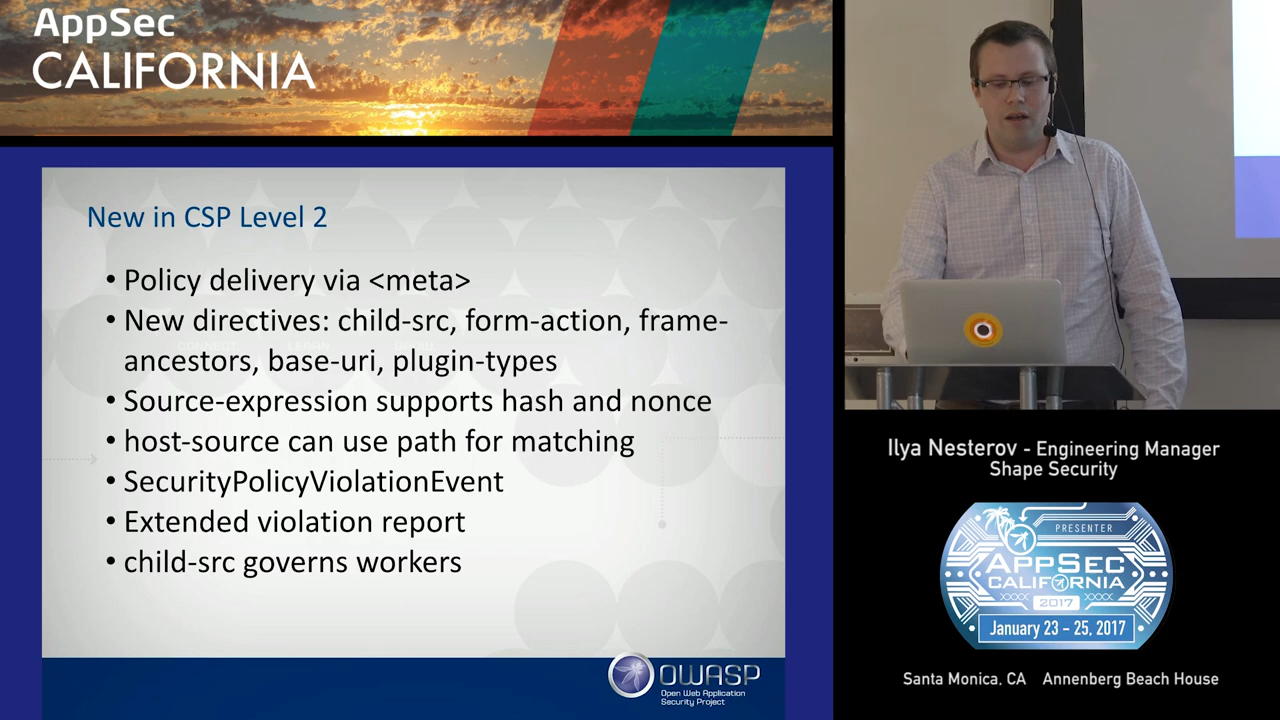 AppSec
CALIFORNIA
New in CSP Level 2
• Policy delivery via <meta>
• New directives: child-src, form-action, frame-
ancestors, base-uri, plugin-types
• Source-expression supports hash and nonce
• host-source can use path for matching
• SecurityPolicyViolationEvent
• Extended violation report
• child-src governs workers
OWASP
Open Web Application
Security Project
Ilya Nesterov - Engineering Manager
Shape Security
PRESENTER
APPSEC
CALIFORNIA
2017
January 23 – 25, 2017
Santa Monica, CA Annenberg Beach House